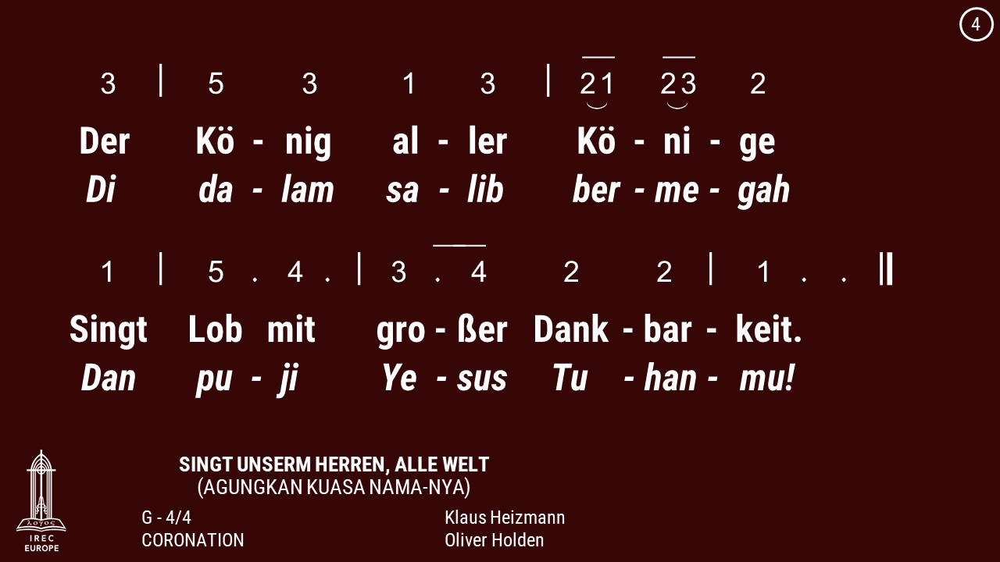 4
3 | 5 3 1 3 | 21 23 2
Der Kö - nig al - ler Kö - ni - ge
Di da - lam sa - lib ber - me - gah
1 | 5 . 4 . | 3 . 4 2 2 | 1 . . ||
Singt Lob mit gro - ßer Dank - bar - keit.
Dan pu - ji Ye - sus Tu - han - mu!
SINGT UNSERM HERREN, ALLE WELT
(AGUNGKAN KUASA NAMA-NYA)
G - 4/4 Klaus Heizmann
CORONATION Oliver Holden
λογος
IREC
EUROPE